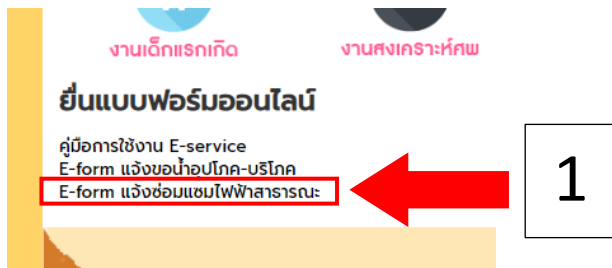 งานเด็กแรกเกิด
งานสงเคราะห์ศพ
ยื่นแบบฟอร์มออนไลน์
คู่มือการใช้งาน E-service
E-form แจ้งขอน้ำอุปโภค-บริโภค
E-form แจ้งซ่อมแซมไฟฟ้าสาธารณะ
1